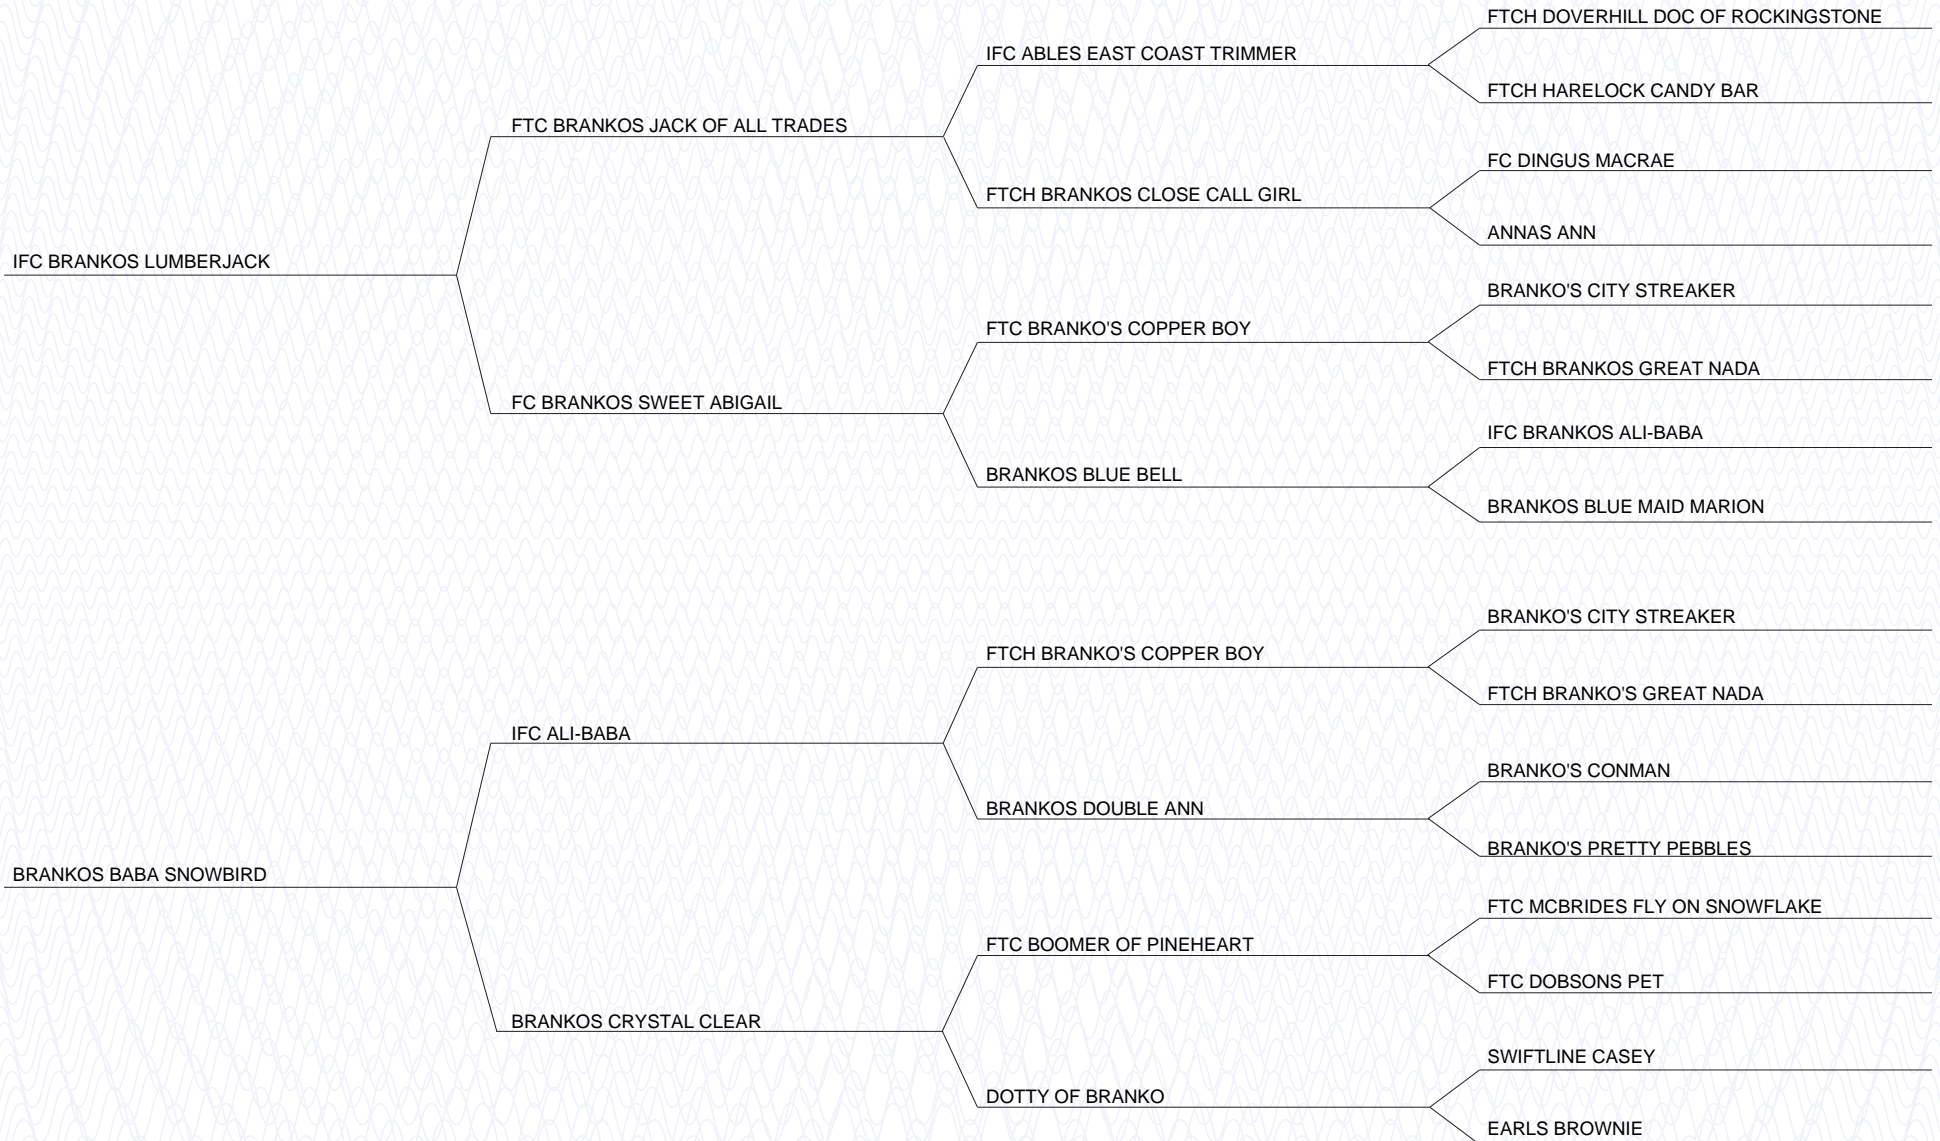 FTCH DOVERHILL DOC OF ROCKINGSTONE
IFC ABLES EAST COAST TRIMMER
FTCH HARELOCK CANDY BAR
FTC BRANKOS JACK OF ALL TRADES
FC DINGUS MACRAE
FTCH BRANKOS CLOSE CALL GIRL
ANNAS ANN
IFC BRANKOS LUMBERJACK
BRANKO'S CITY STREAKER
FTC BRANKO'S COPPER BOY
FTCH BRANKOS GREAT NADA
FC BRANKOS SWEET ABIGAIL
IFC BRANKOS ALI-BABA
BRANKOS BLUE BELL
BRANKOS BLUE MAID MARION
BRANKO'S CITY STREAKER
FTCH BRANKO'S COPPER BOY
FTCH BRANKO'S GREAT NADA
IFC ALI-BABA
BRANKO'S CONMAN
BRANKOS DOUBLE ANN
BRANKO'S PRETTY PEBBLES
BRANKOS BABA SNOWBIRD
FTC MCBRIDES FLY ON SNOWFLAKE
FTC BOOMER OF PINEHEART
FTC DOBSONS PET
BRANKOS CRYSTAL CLEAR
SWIFTLINE CASEY
DOTTY OF BRANKO
EARLS BROWNIE